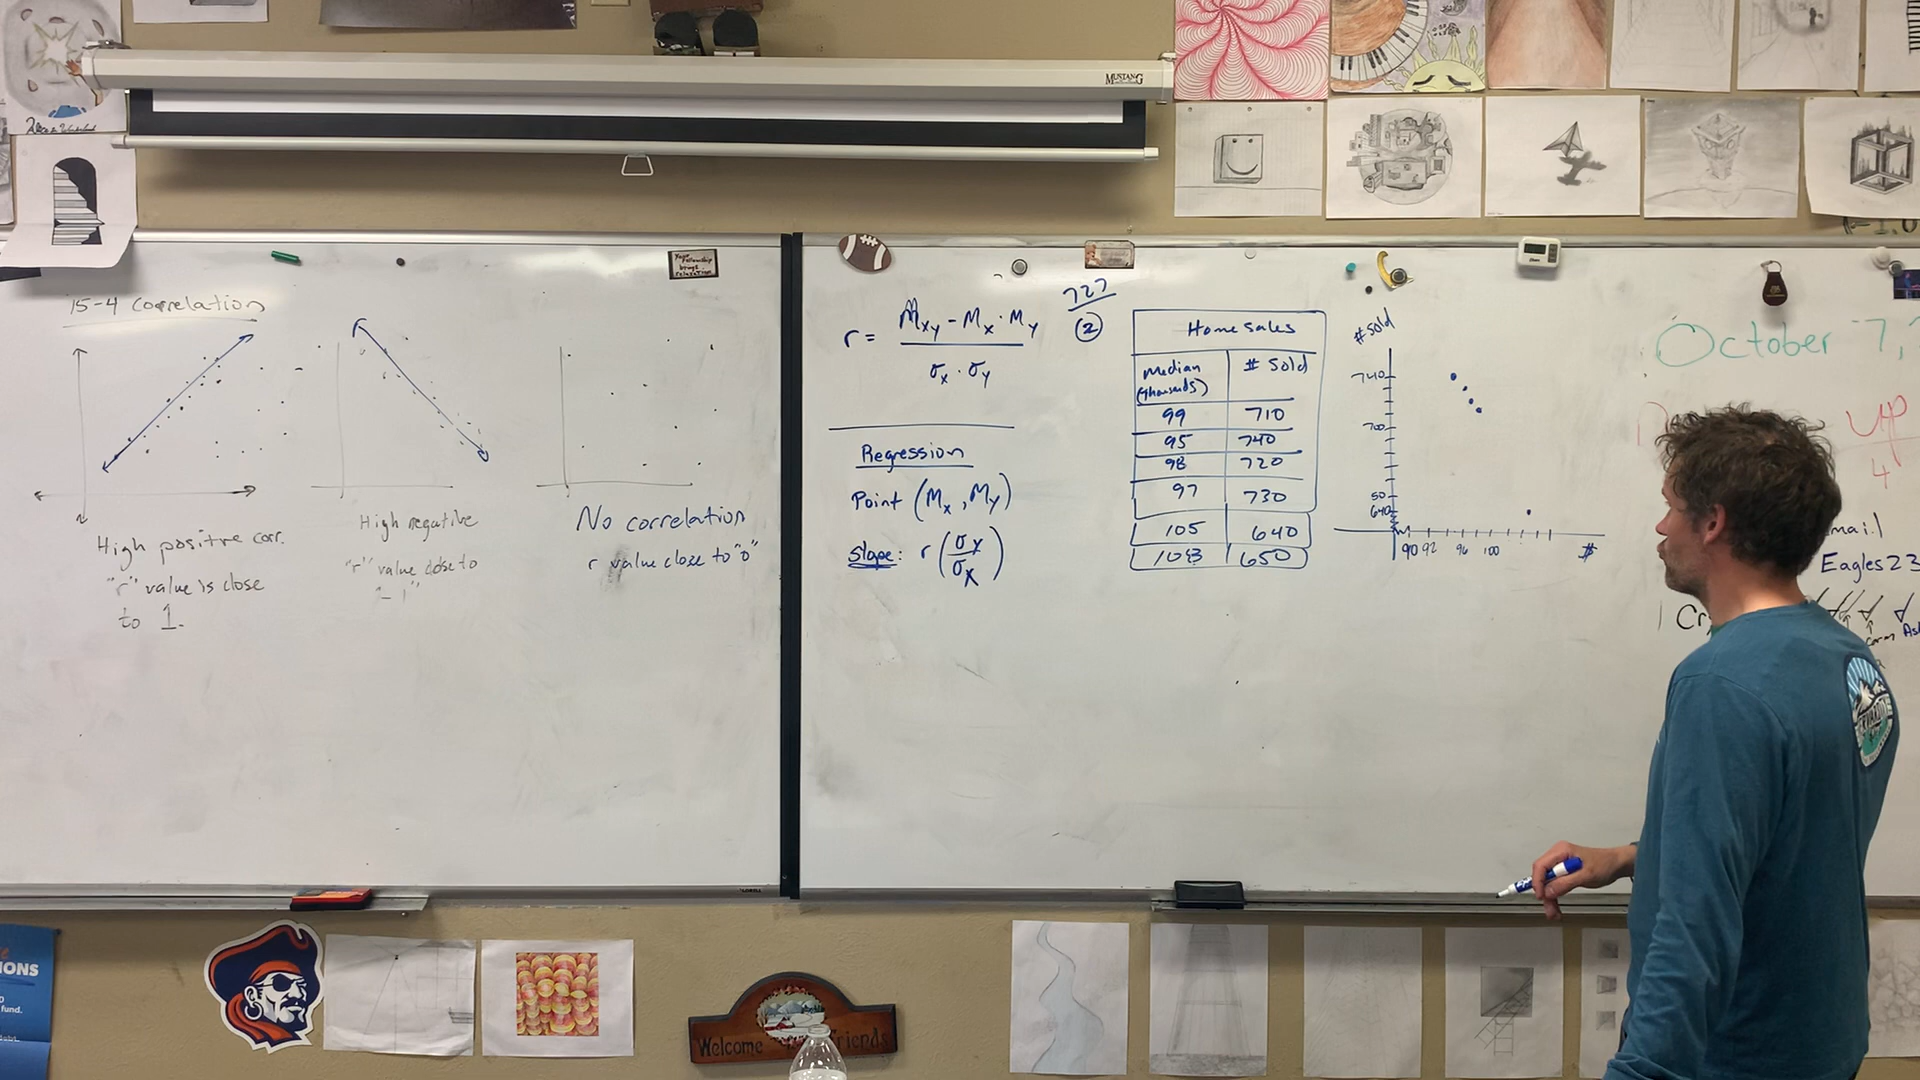 MUSTANG
15-4 Correlation
High positive corr.
"r" value is close
to 1.
High negative
"r" value close to
"-1"
No correlation
r value close to "0"
r = Mxy - Mx · My
σx · σy
727
②
Regression
Point (Mx, My)
slope: r (σy/σx)
Home Sales
Median
(thousands)
# Sold
99 710
95 740
98 720
97 730
105 640
650
# Sold
740
700
50
640
90 92 96 100
$
October 7,
UP
4
mail
Eagles23
Welcome Friends
IONS
fund.